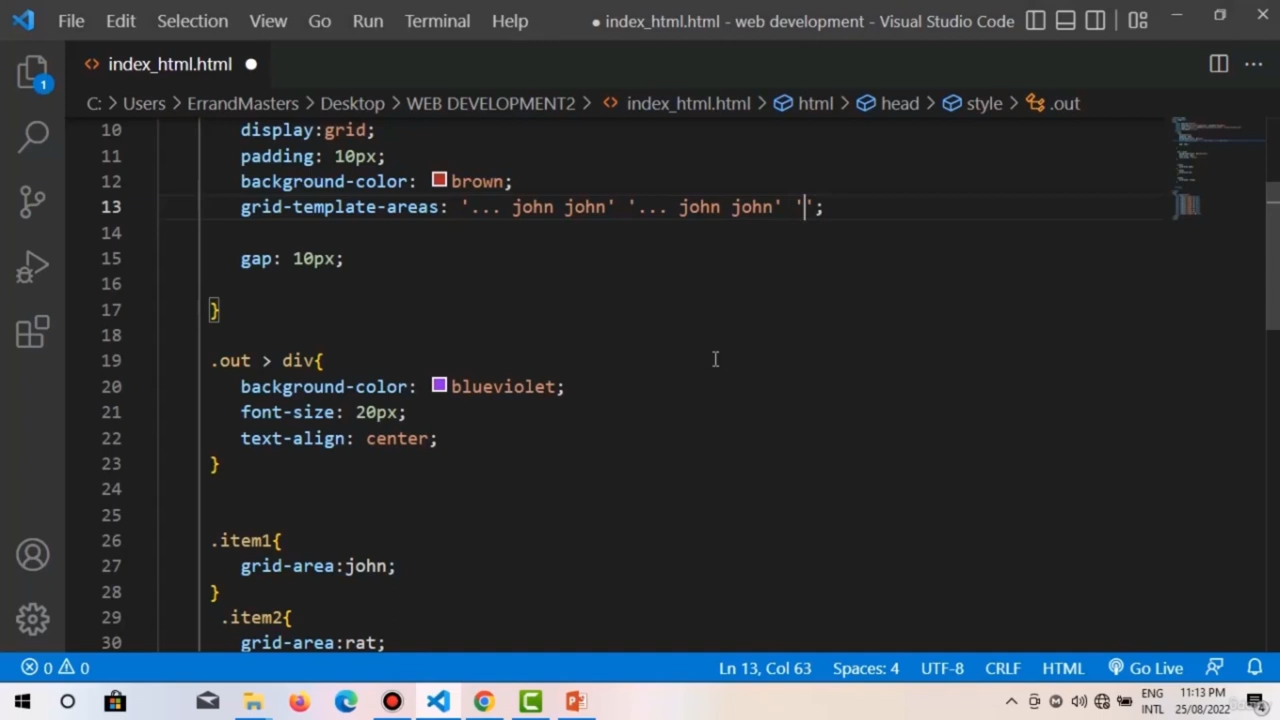 File Edit Selection View Go Run Terminal Help ● index_html.html - web development - Visual Studio Code
index_html.html
C: > Users > ErrandMasters > Desktop > WEB DEVELOPMENT2 > index_html.html > html > head > style > .out
1
10 display:grid;
11 padding: 10px;
12 background-color: brown;
13 grid-template-areas: '... john john' '... john john' '';
14
15 gap: 10px;
16
17 }
18
19 .out > div{
20 background-color: blueviolet;
21 font-size: 20px;
22 text-align: center;
23 }
24
25
26 .item1{
27 grid-area:john;
28 }
29 .item2{
30 grid-area:rat;
0 0 Ln 13, Col 63 Spaces: 4 UTF-8 CRLF HTML Go Live
ENG 11:13 PM
INTL 25/08/2022